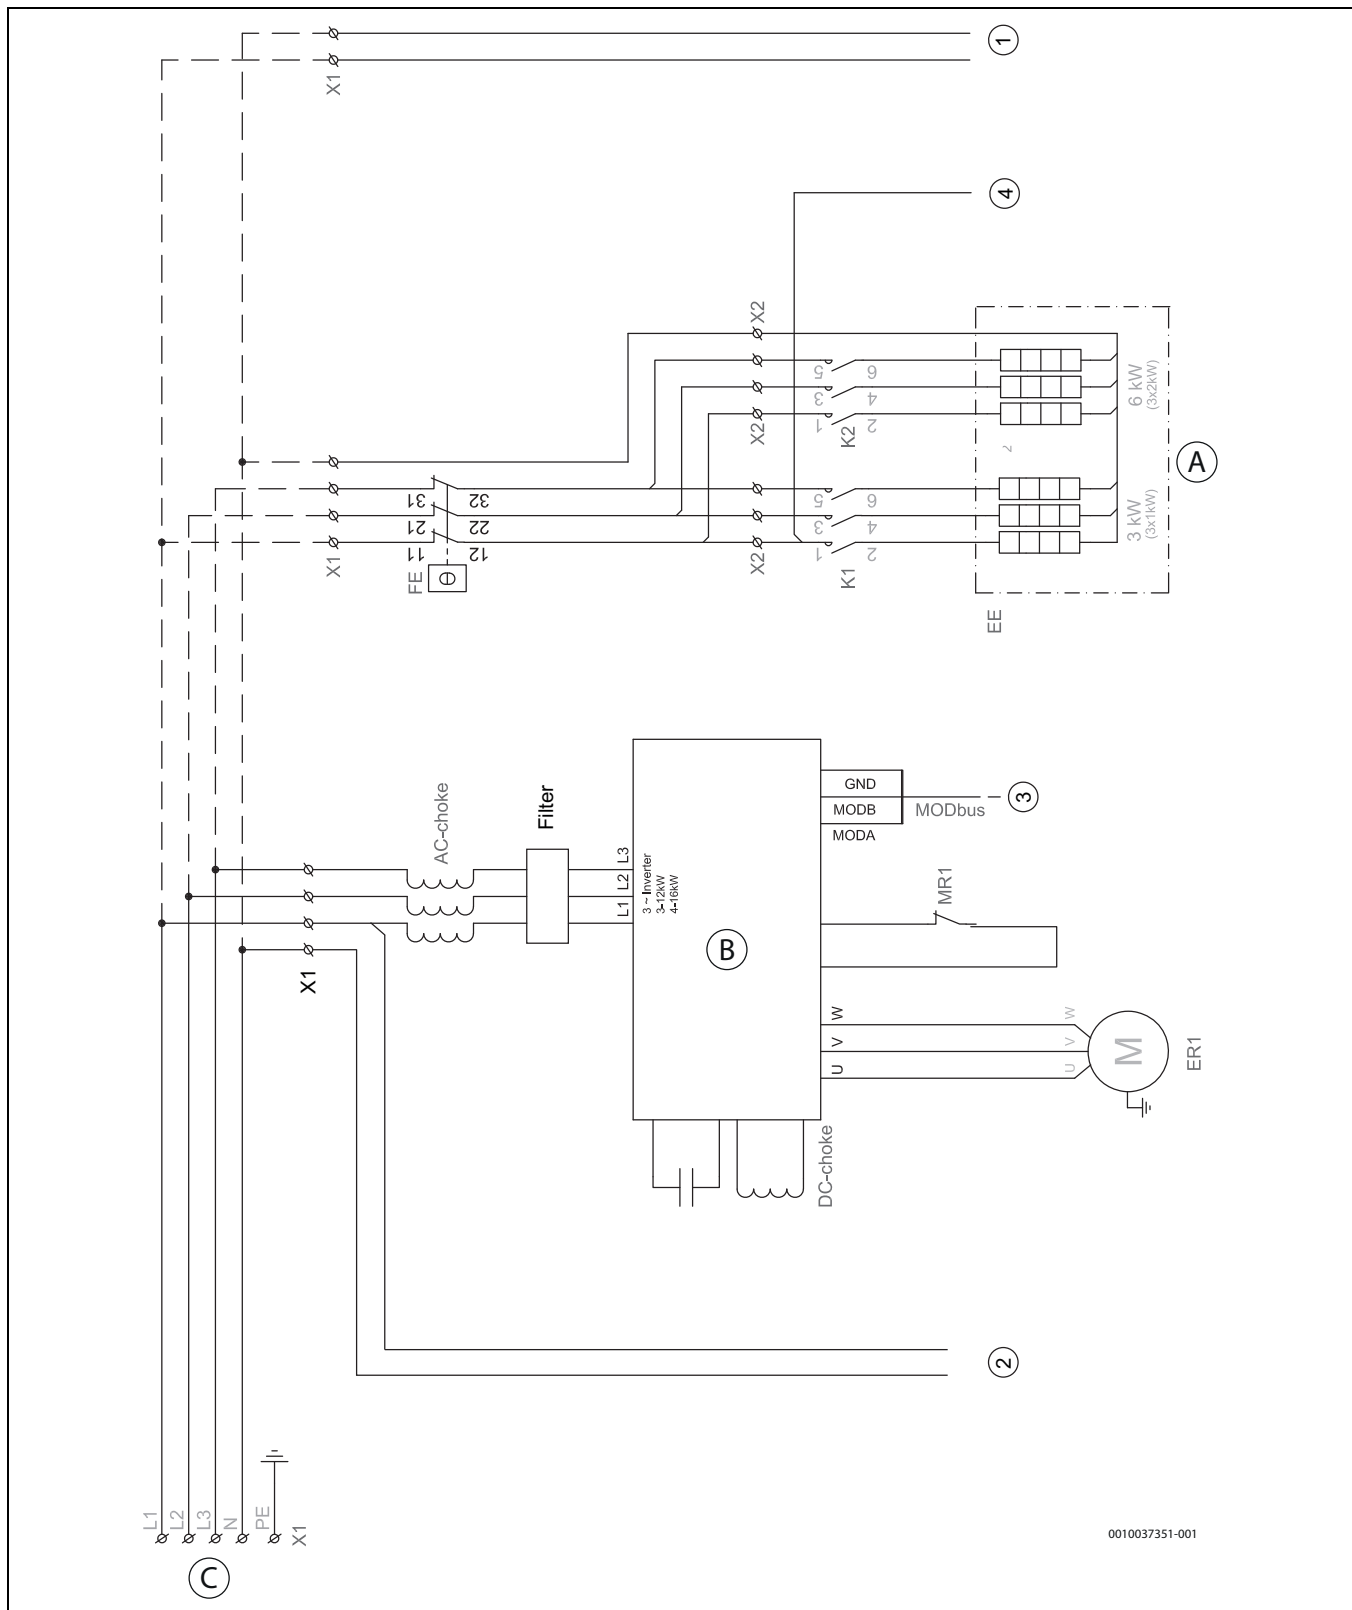 1
X1
4
X2
5 6
3 4
X2 1 K2 2
6 kW
(3x2kW)
2
A
31 32
21 22
X1 11 12
FE
5 6
3 4
X2 1 K1 2
3 kW
(3x1kW)
EE
GND
MODB
MODA
MODbus
3
AC-choke
Filter
L3
L2
L1
3 ~ Inverter
3-12kW
4-16kW
B
MR1
X1
W
V
U
W
V
U
M
ER1
DC-choke
2
L1
L2
L3
N
PE
X1
C
0010037351-001